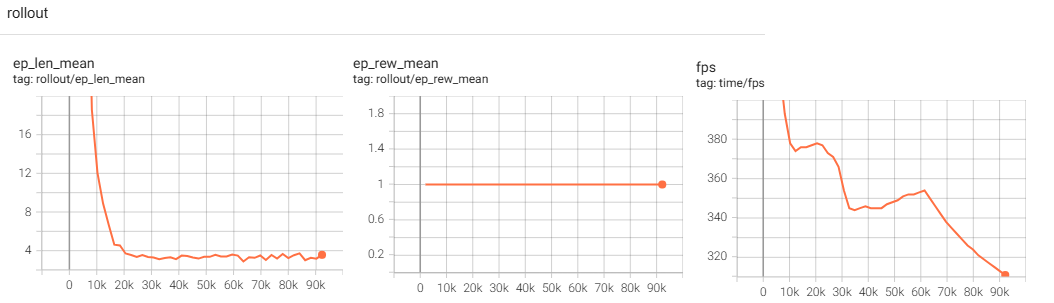 rollout
ep_len_mean
tag: rollout/ep_len_mean
16
12
8
4
0 10k 20k 30k 40k 50k 60k 70k 80k 90k
ep_rew_mean
tag: rollout/ep_rew_mean
1.8
1.4
1
0.6
0.2
0 10k 20k 30k 40k 50k 60k 70k 80k 90k
fps
tag: time/fps
380
360
340
320
0 10k 20k 30k 40k 50k 60k 70k 80k 90k